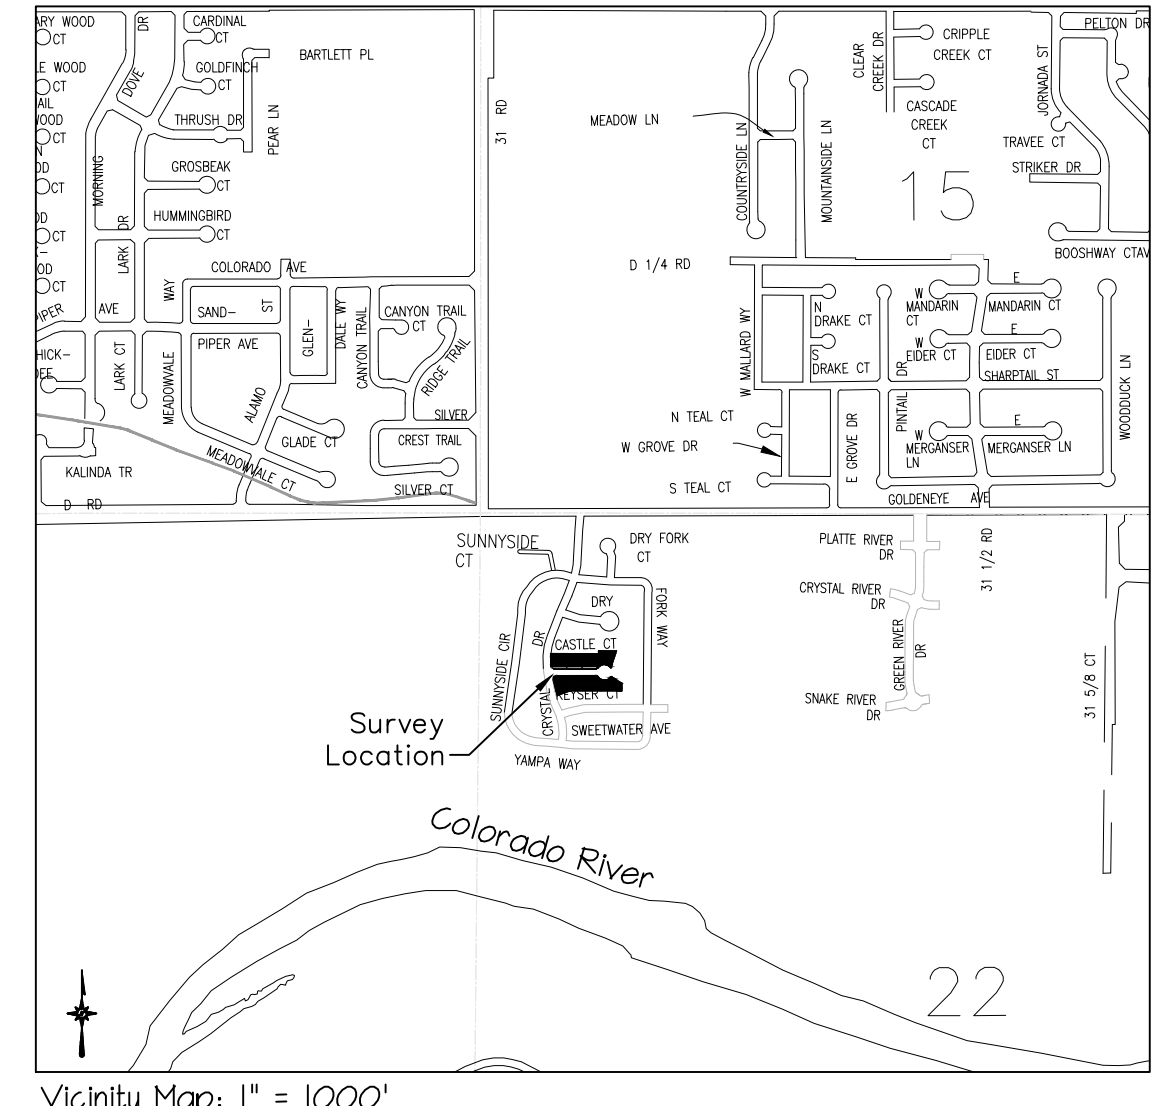 ARY WOOD
CT
DR
CARDINAL
CT
BARTLETT PL
CLEAR
CREEK DR
CRIPPLE
CREEK CT
JORNADA ST
PELTON DR
LE WOOD
CT
DOVE
GOLDFINCH
CT
AIL
WOOD
CT
THRUSH DR
PEAR LN
31 RD
MEADOW LN
COUNTRYSIDE LN
MOUNTAINSIDE LN
CASCADE
CREEK
CT
TRAVEE CT
STRIKER DR
15
N
OD
CT
MORNING
GROSBEAK
CT
OD
CT
DR
LARK
HUMMINGBIRD
CT
BOOSHWAY CTAV
OD
CT
COLORADO AVE
D 1/4 RD
PIPER
AVE
WAY
SAND-
ST
GLEN-
DALE WY
CANYON TRAIL
CANYON TRAIL
CT
W MALLARD WY
N
DRAKE CT
W
MANDARIN
CT
E
MANDARIN CT
HICK-
DEE
LARK CT
MEADOWVALE
PIPER AVE
RIDGE TRAIL
S
DRAKE CT
W
EIDER CT
E
EIDER CT
DR
SHARPTAIL ST
WOODDUCK LN
ALAMO
SILVER
N TEAL CT
PINTAIL
GLADE CT
CREST TRAIL
W GROVE DR
E GROVE DR
W
MERGANSER
LN
E
MERGANSER LN
KALINDA TR
MEADOWVALE CT
SILVER CT
S TEAL CT
GOLDENEYE AVE
D RD
SUNNYSIDE
CT
DRY FORK
CT
PLATTE RIVER
DR
31 1/2 RD
DRY
FORK WAY
CRYSTAL RIVER
DR
SUNNYSIDE CIR
DR
CASTLE CT
GREEN RIVER
DR
31 5/8 CT
KEYSER CT
CRYSTAL
SNAKE RIVER
DR
Survey
Location
SWEETWATER AVE
YAMPA WAY
Colorado River
22
Vicinity Map: 1" = 1000'